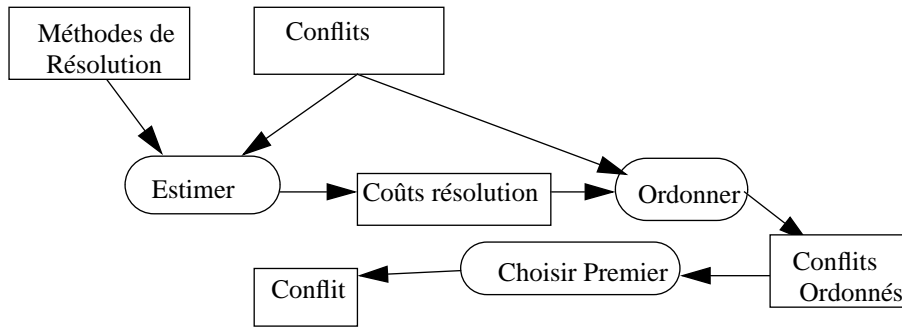 Méthodes de
Résolution
Conflits
Estimer
Coûts résolution
Ordonner
Conflits
Ordonnés
Choisir Premier
Conflit